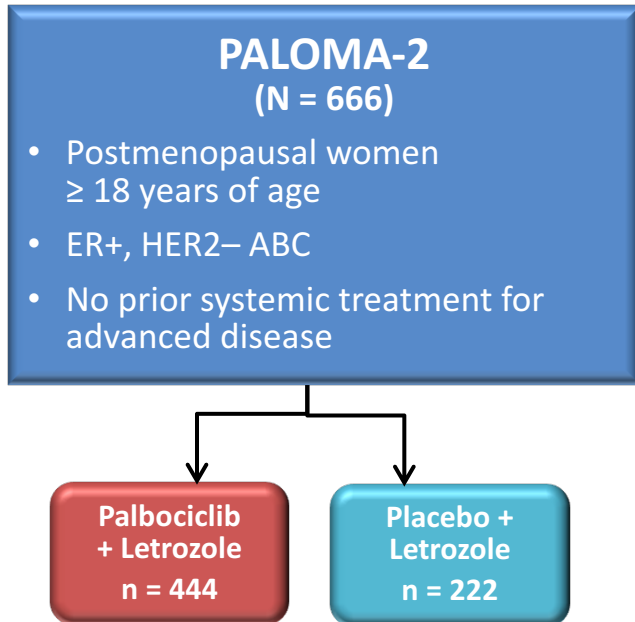 PALOMA-2
(N = 666)
• Postmenopausal women
≥ 18 years of age
• ER+, HER2– ABC
• No prior systemic treatment for
advanced disease
Palbociclib
+ Letrozole
n = 444
Placebo +
Letrozole
n = 222